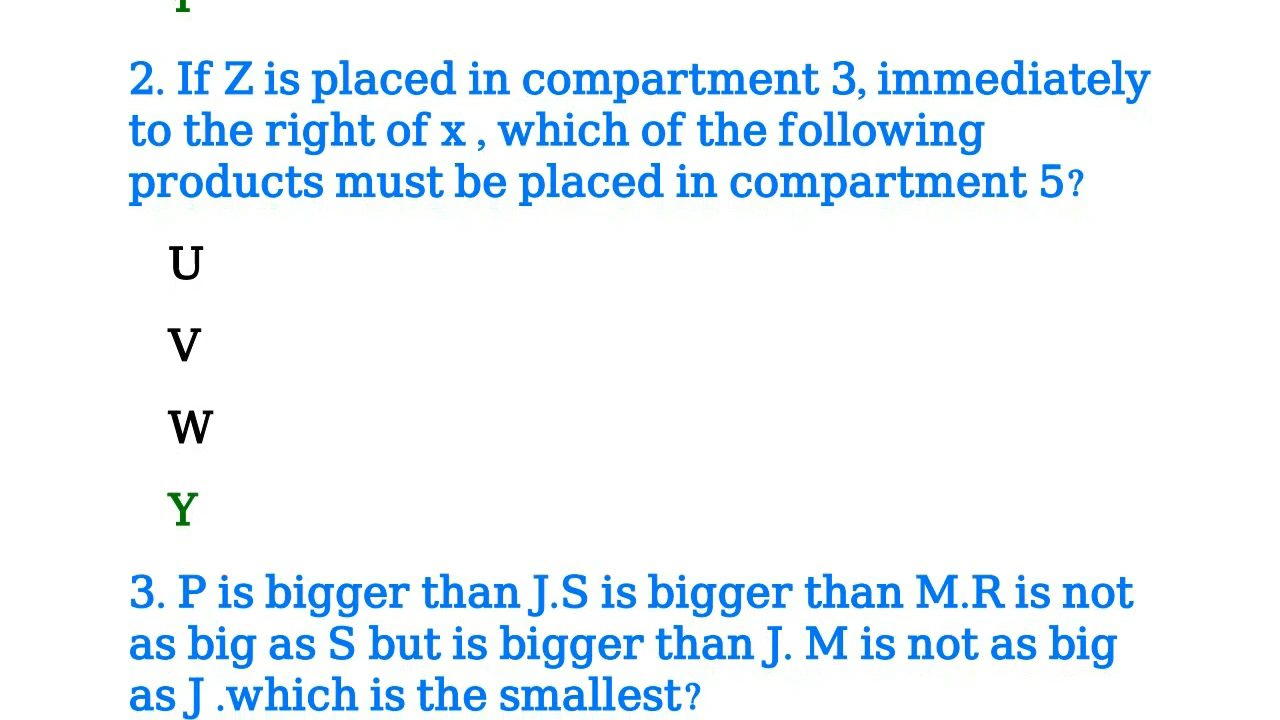 2. If Z is placed in compartment 3, immediately
to the right of x , which of the following
products must be placed in compartment 5?
U
V
W
Y
3. P is bigger than J.S is bigger than M.R is not
as big as S but is bigger than J. M is not as big
as J .which is the smallest?